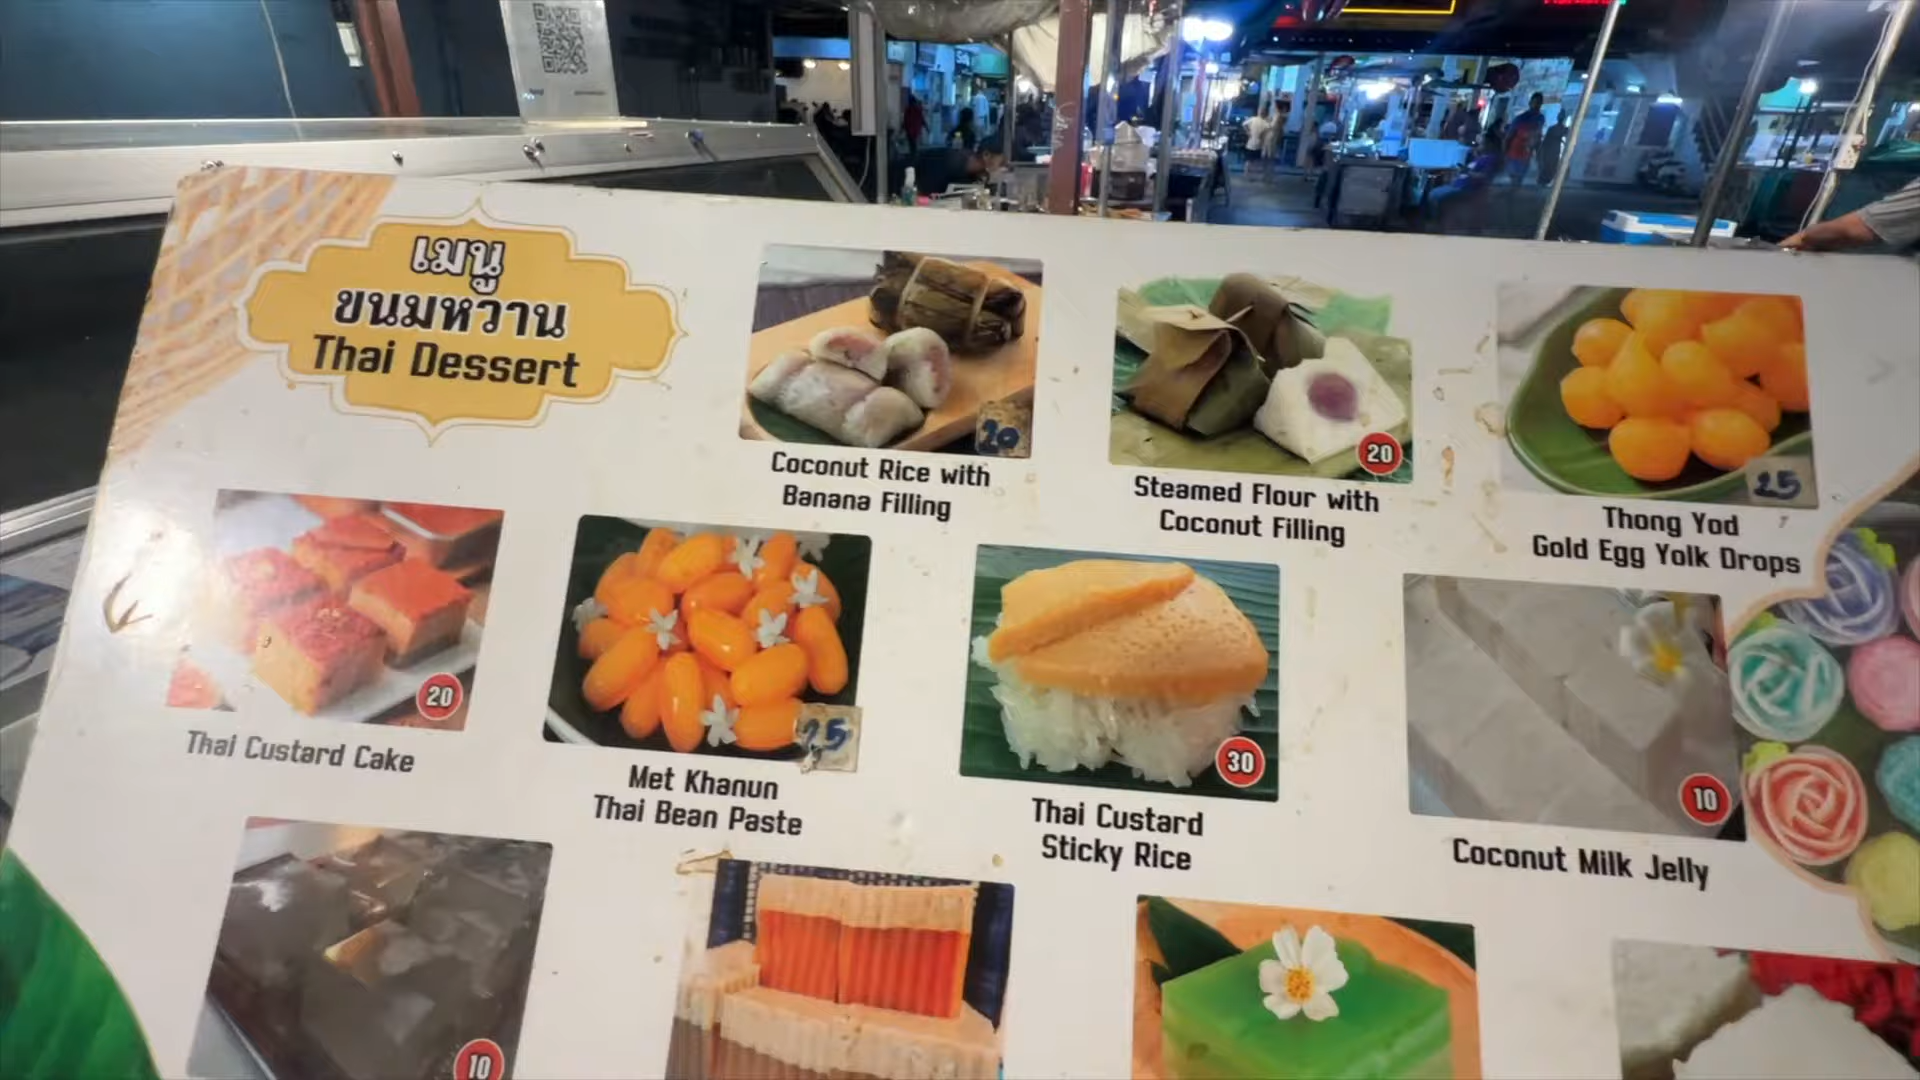 เมนู
ขนมหวาน
Thai Dessert
20
Coconut Rice with
Banana Filling
20
Steamed Flour with
Coconut Filling
25
Thong Yod
Gold Egg Yolk Drops
20
Thai Custard Cake
25
Met Khanun
Thai Bean Paste
30
Thai Custard
Sticky Rice
10
Coconut Milk Jelly
10